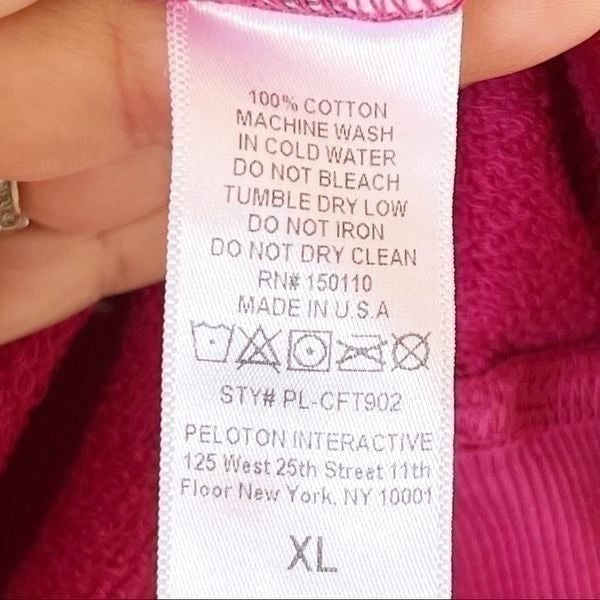 100% COTTON
MACHINE WASH
IN COLD WATER
DO NOT BLEACH
TUMBLE DRY LOW
DO NOT IRON
DO NOT DRY CLEAN
RN# 150110
MADE IN U.S.A
STY# PL-CFT902
PELOTON INTERACTIVE
125 West 25th Street 11th
Floor New York, NY 10001
XL